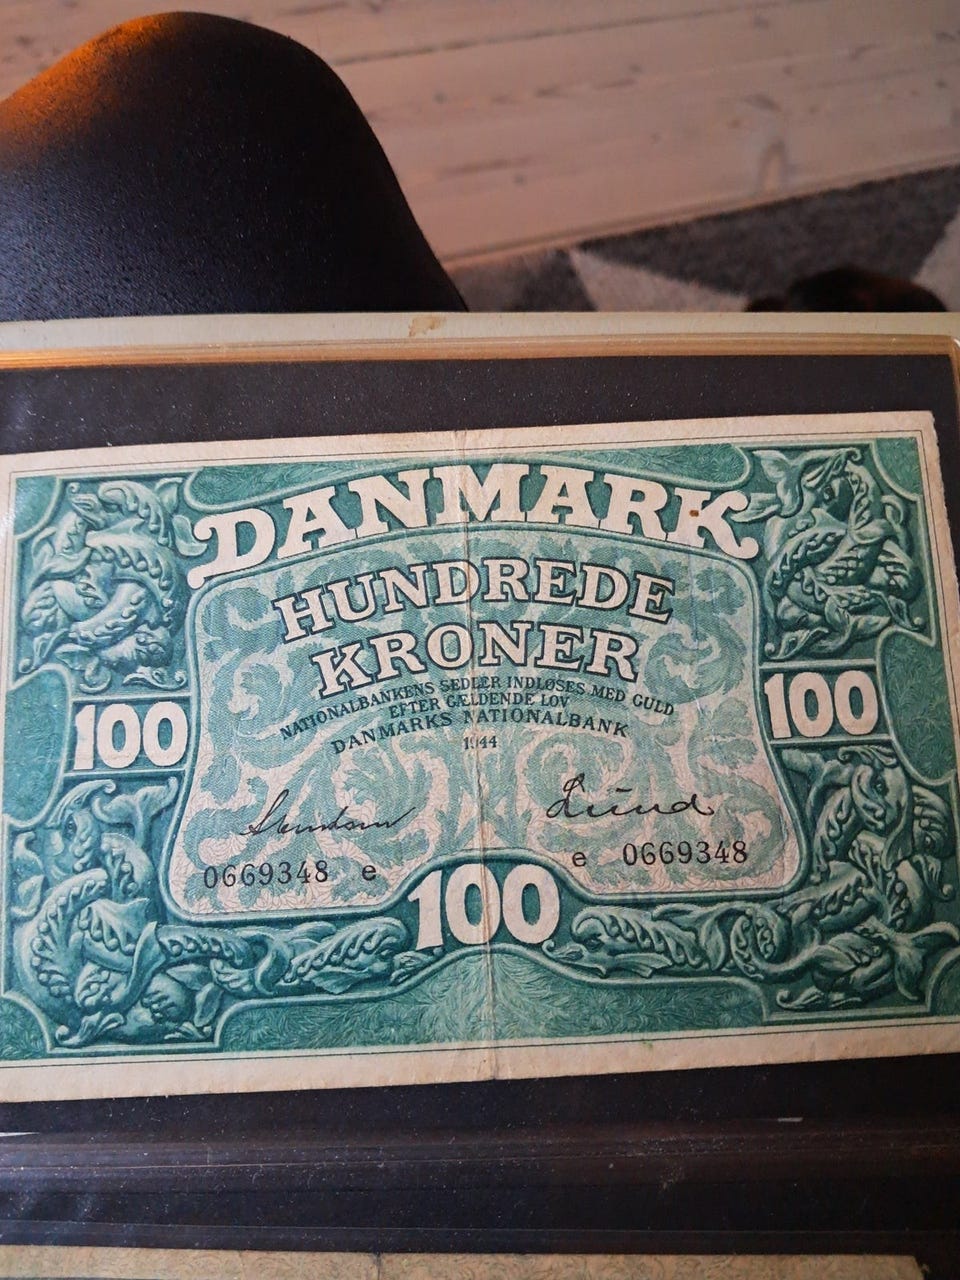 DANMARK
HUNDREDE
KRONER
NATIONALBANKENS SEDLER INDLØSES MED GULD
EFTER GÆLDENDE LOV
DANMARKS NATIONALBANK
1944
100
100
Lund
0669348 e
e 0669348
100